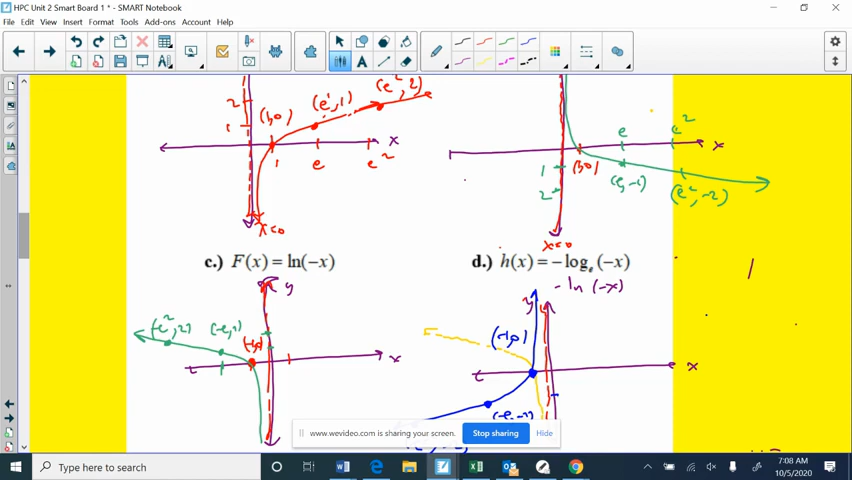 HPC Unit 2 Smart Board 1 * - SMART Notebook
File Edit View Insert Format Tools Add-ons Account Help
2
1
(1,0)
(e,1)
(e²,2)
x
1
e
e²
x=0
e
e²
x
1
2
(1,0)
(e,-1)
(e²,-2)
x=0
c.) F(x) = ln(−x)
d.) h(x) = −logₑ(−x)
-ln(-x)
y
(-e²,2)
(-e,1)
(-1,0)
x
y
(-1,0)
x
(-e,-1)
www.wevideo.com is sharing your screen.
Stop sharing
Hide
Type here to search
7:08 AM
10/5/2020